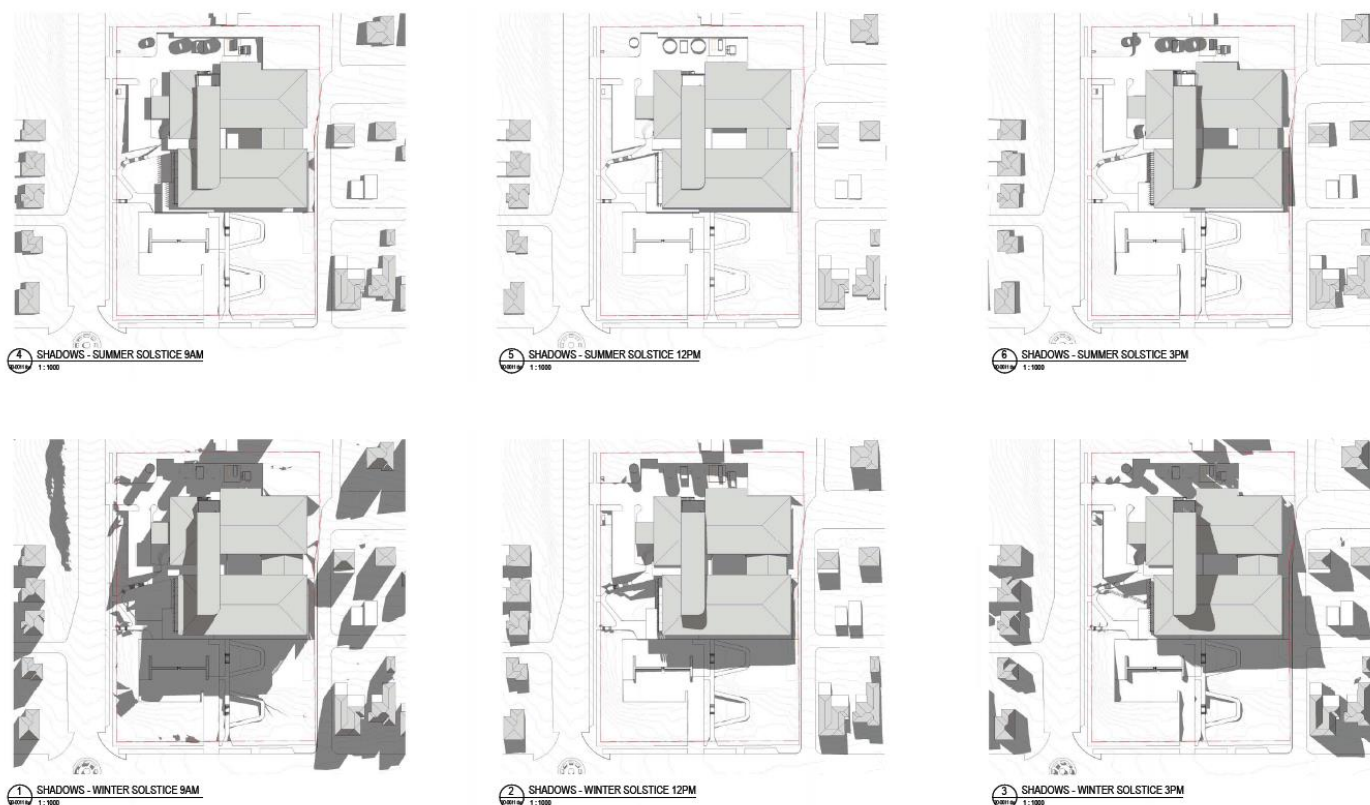 4 SHADOWS - SUMMER SOLSTICE 9AM
1 : 1000
5 SHADOWS - SUMMER SOLSTICE 12PM
1 : 1000
6 SHADOWS - SUMMER SOLSTICE 3PM
1 : 1000
1 SHADOWS - WINTER SOLSTICE 9AM
1 : 1000
2 SHADOWS - WINTER SOLSTICE 12PM
1 : 1000
3 SHADOWS - WINTER SOLSTICE 3PM
1 : 1000